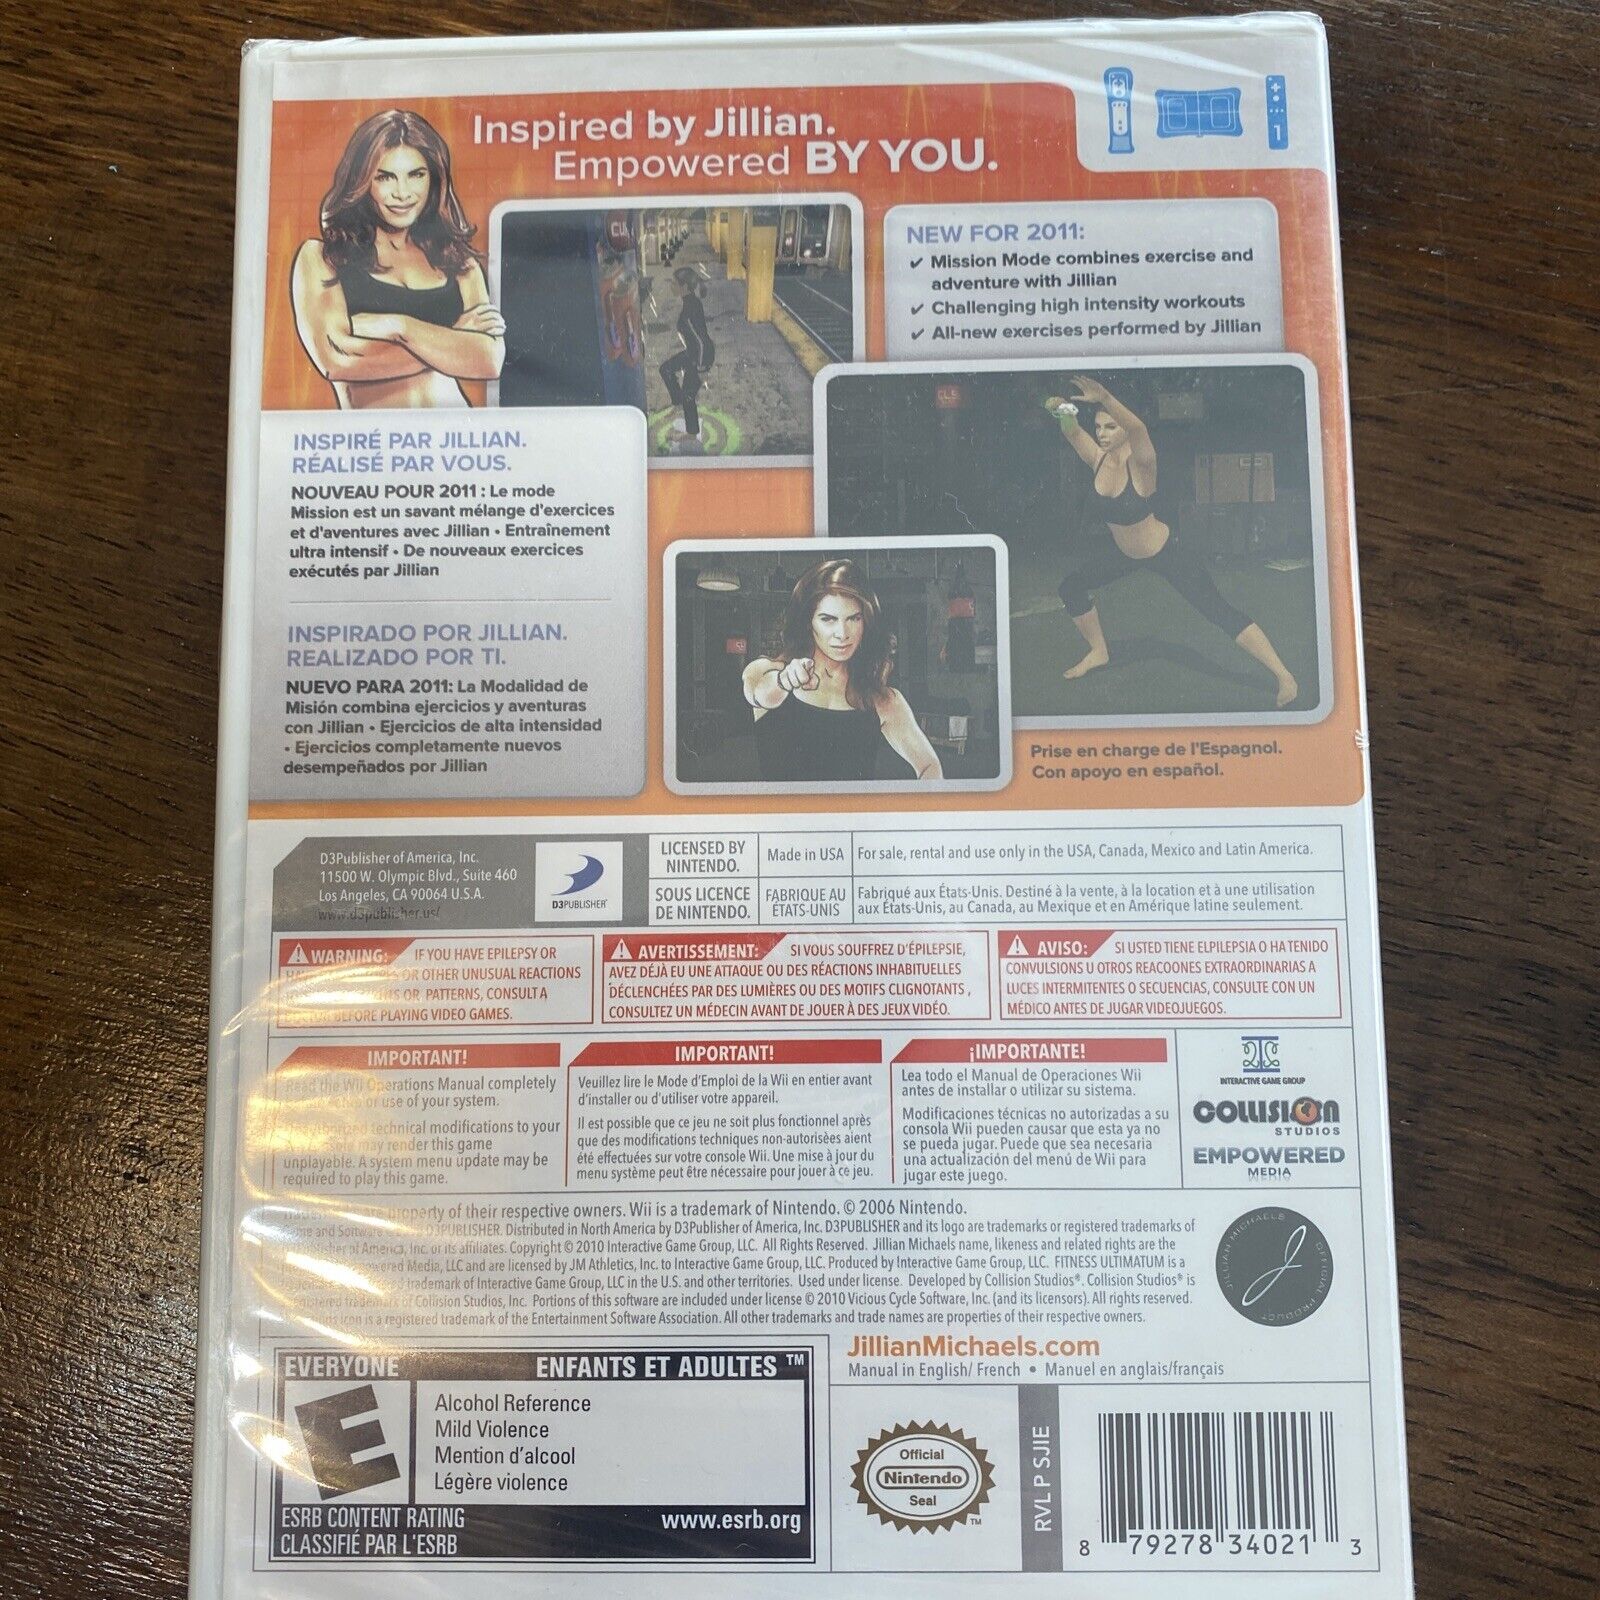 Inspired by Jillian.
Empowered BY YOU.
1
NEW FOR 2011:
✔ Mission Mode combines exercise and
adventure with Jillian
✔ Challenging high intensity workouts
✔ All-new exercises performed by Jillian
INSPIRÉ PAR JILLIAN.
RÉALISÉ PAR VOUS.
NOUVEAU POUR 2011 : Le mode
Mission est un savant mélange d'exercices
et d'aventures avec Jillian • Entraînement
ultra intensif • De nouveaux exercices
exécutés par Jillian
INSPIRADO POR JILLIAN.
REALIZADO POR TI.
NUEVO PARA 2011: La Modalidad de
Misión combina ejercicios y aventuras
con Jillian • Ejercicios de alta intensidad
• Ejercicios completamente nuevos
desempeñados por Jillian
Prise en charge de l'Espagnol.
Con apoyo en español.
D3Publisher of America, Inc.
11500 W. Olympic Blvd., Suite 460
Los Angeles, CA 90064 U.S.A.
www.d3publisher.us/
D3PUBLISHER
LICENSED BY
NINTENDO.
Made in USA
For sale, rental and use only in the USA, Canada, Mexico and Latin America.
SOUS LICENCE
DE NINTENDO.
FABRIQUÉ AU
ÉTATS-UNIS
Fabriqué aux États-Unis. Destiné à la vente, à la location et à une utilisation
aux États-Unis, au Canada, au Mexique et en Amérique latine seulement.
WARNING: IF YOU HAVE EPILEPSY OR
OR OTHER UNUSUAL REACTIONS
OR PATTERNS, CONSULT A
BEFORE PLAYING VIDEO GAMES.
AVERTISSEMENT: SI VOUS SOUFFREZ D'ÉPILEPSIE,
AVEZ DÉJÀ EU UNE ATTAQUE OU DES RÉACTIONS INHABITUELLES
DÉCLENCHÉES PAR DES LUMIÈRES OU DES MOTIFS CLIGNOTANTS,
CONSULTEZ UN MÉDECIN AVANT DE JOUER À DES JEUX VIDÉO.
AVISO: SI USTED TIENE ELPILEPSIA O HA TENIDO
CONVULSIONS U OTROS REACOONES EXTRAORDINARIAS A
LUCES INTERMITENTES O SECUENCIAS, CONSULTE CON UN
MÉDICO ANTES DE JUGAR VIDEOJUEGOS.
IMPORTANT!
Read the Wii Operations Manual completely
or use of your system.
technical modifications to your
may render this game
unplayable. A system menu update may be
required to play this game.
IMPORTANT!
Veuillez lire le Mode d'Emploi de la Wii en entier avant
d'installer ou d'utiliser votre appareil.
Il est possible que ce jeu ne soit plus fonctionnel après
que des modifications techniques non-autorisées aient
été effectuées sur votre console Wii. Une mise à jour du
menu système peut être nécessaire pour jouer à ce jeu.
¡IMPORTANTE!
Lea todo el Manual de Operaciones Wii
antes de installar o utilizar su sistema.
Modificaciones técnicas no autorizadas a su
consola Wii pueden causar que esta ya no
se pueda jugar. Puede que sea necesaria
una actualización del menú de Wii para
jugar este juego.
INTERACTIVE GAME GROUP
COLLISION
STUDIOS
EMPOWERED
MEDIA
are property of their respective owners. Wii is a trademark of Nintendo. © 2006 Nintendo.
and Software D3PUBLISHER. Distributed in North America by D3Publisher of America, Inc. D3PUBLISHER and its logo are trademarks or registered trademarks of
of America, Inc. or its affiliates. Copyright © 2010 Interactive Game Group, LLC. All Rights Reserved. Jillian Michaels name, likeness and related rights are the
Media, LLC and are licensed by JM Athletics, Inc. to Interactive Game Group, LLC. Produced by Interactive Game Group, LLC. FITNESS ULTIMATUM is a
trademark of Interactive Game Group, LLC in the U.S. and other territories. Used under license. Developed by Collision Studios®. Collision Studios® is
registered trademark of Collision Studios, Inc. Portions of this software are included under license © 2010 Vicious Cycle Software, Inc. (and its licensors). All rights reserved.
icon is a registered trademark of the Entertainment Software Association. All other trademarks and trade names are properties of their respective owners.
JILLIAN MICHAELS
OFFICIAL PRODUCT
JillianMichaels.com
Manual in English/ French • Manuel en anglais/français
EVERYONE
ENFANTS ET ADULTES ™
E
Alcohol Reference
Mild Violence
Mention d'alcool
Légère violence
ESRB CONTENT RATING
www.esrb.org
CLASSIFIÉ PAR L'ESRB
Official
Nintendo
Seal
TM
RVL P SJIE
8 79278 34021 3